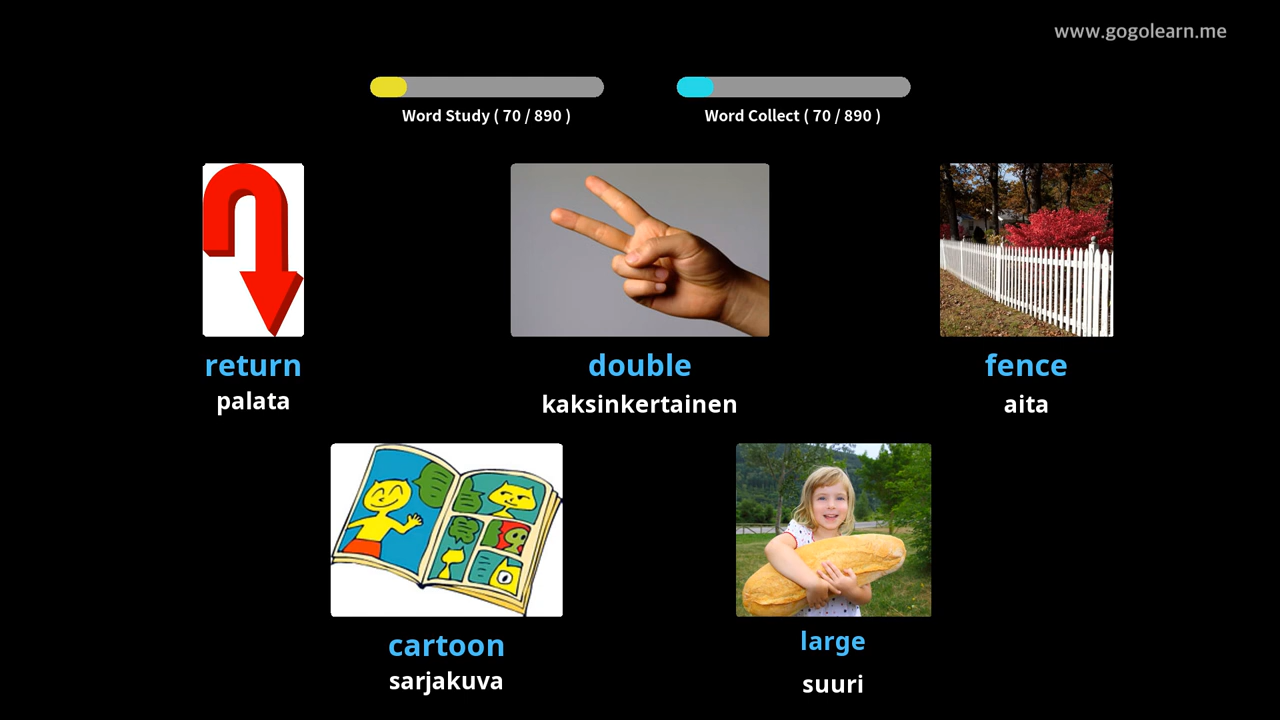 www.gogolearn.me
Word Study ( 70 / 890 )
Word Collect ( 70 / 890 )
return
palata
double
kaksinkertainen
fence
aita
cartoon
sarjakuva
large
suuri